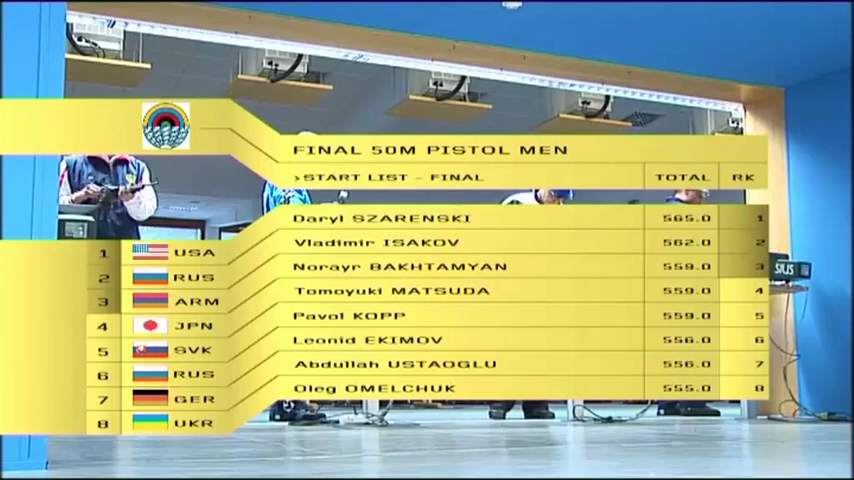 FINAL 50M PISTOL MEN
>START LIST - FINAL TOTAL RK
1 USA Daryl SZARENSKI 565.0 1
2 RUS Vladimir ISAKOV 562.0 2
3 ARM Norayr BAKHTAMYAN 559.0 3
4 JPN Tomoyuki MATSUDA 559.0 4
5 SVK Pavol KOPP 559.0 5
6 RUS Leonid EKIMOV 556.0 6
7 GER Abdullah USTAOGLU 556.0 7
8 UKR Oleg OMELCHUK 555.0 8
SIUS